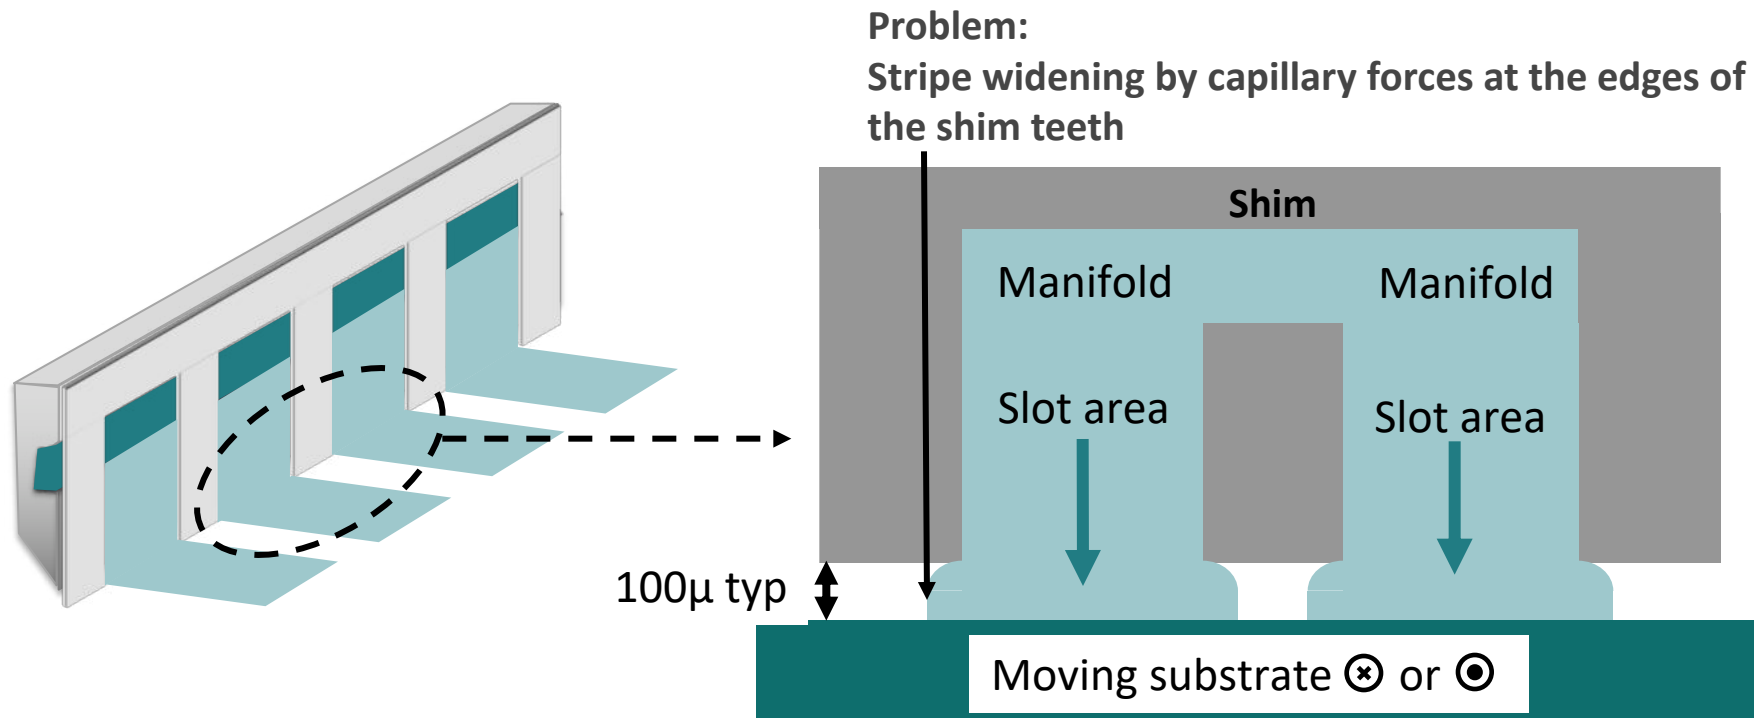 Problem:
Stripe widening by capillary forces at the edges of
the shim teeth
Shim
Manifold
Manifold
Slot area
Slot area
100µ typ
Moving substrate ⊗ or ⊙